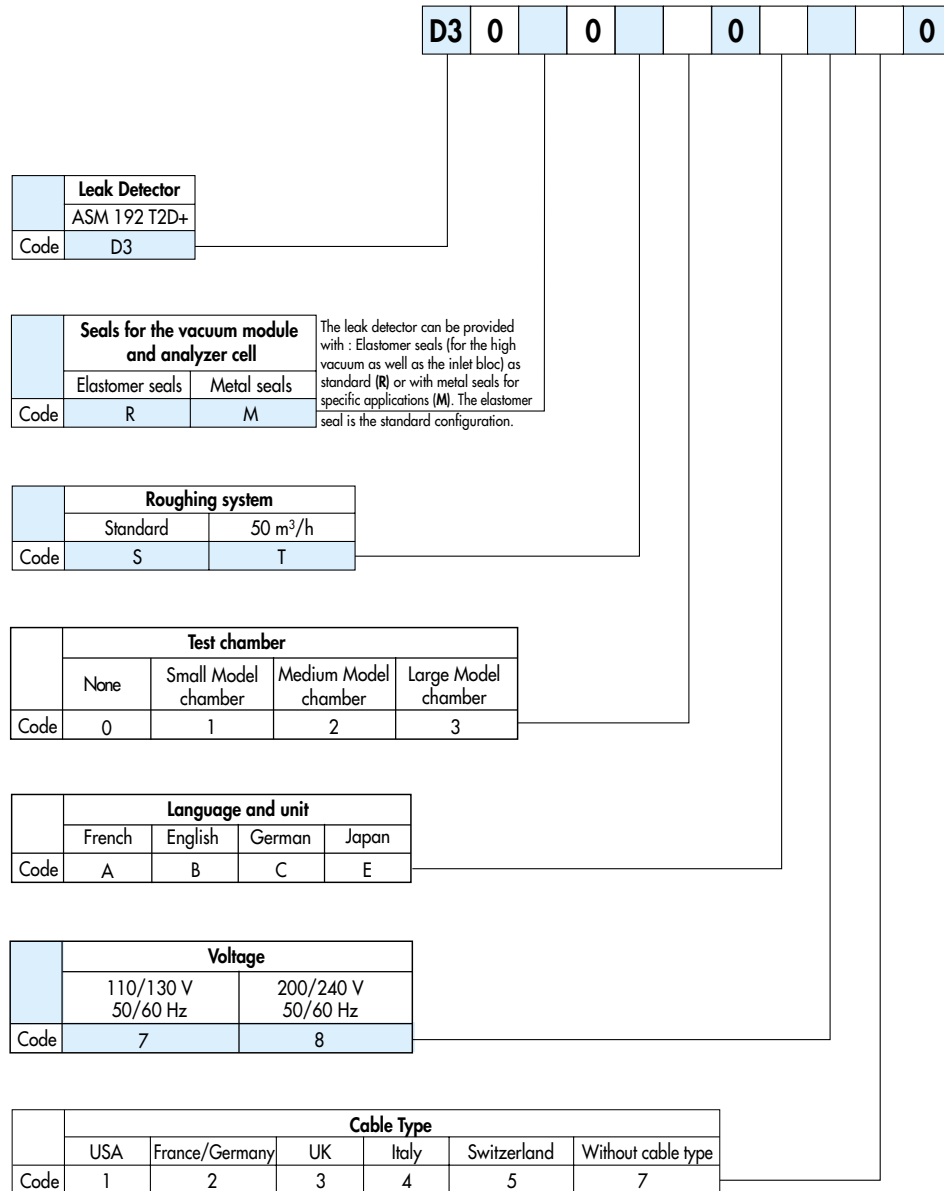 D3 0 0 0 0
Leak Detector
ASM 192 T2D+
Code D3
Seals for the vacuum module
and analyzer cell
Elastomer seals Metal seals
Code R M
The leak detector can be provided
with : Elastomer seals (for the high
vacuum as well as the inlet bloc) as
standard (R) or with metal seals for
specific applications (M). The elastomer
seal is the standard configuration.
Roughing system
Standard 50 m³/h
Code S T
Test chamber
None Small Model Medium Model Large Model
chamber chamber chamber
Code 0 1 2 3
Language and unit
French English German Japan
Code A B C E
Voltage
110/130 V 200/240 V
50/60 Hz 50/60 Hz
Code 7 8
Cable Type
USA France/Germany UK Italy Switzerland Without cable type
Code 1 2 3 4 5 7